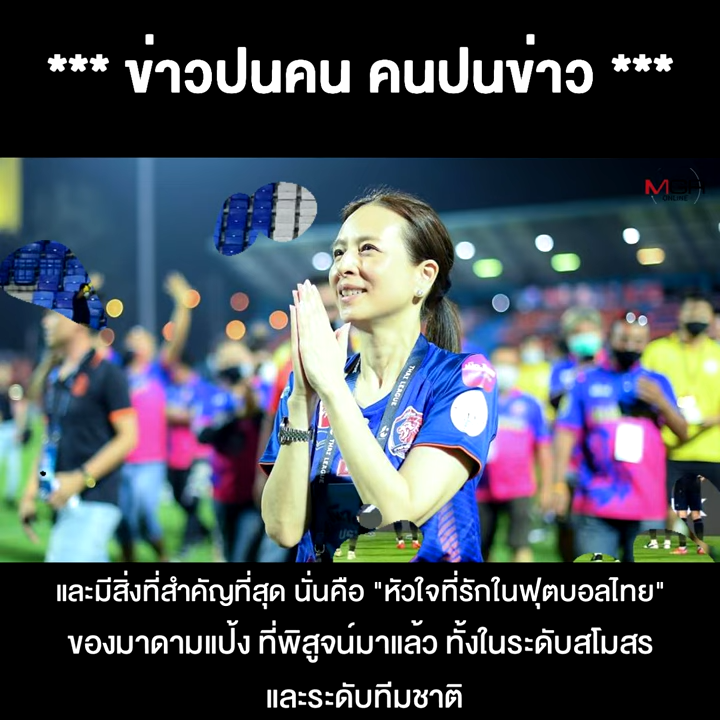 *** ข่าวปนคน คนปนข่าว ***
ONLINE
THAI LEAGUE
และมีสิ่งที่สำคัญที่สุด นั่นคือ "หัวใจที่รักในฟุตบอลไทย"
ของมาดามแป้ง ที่พิสูจน์มาแล้ว ทั้งในระดับสโมสร
และระดับทีมชาติ